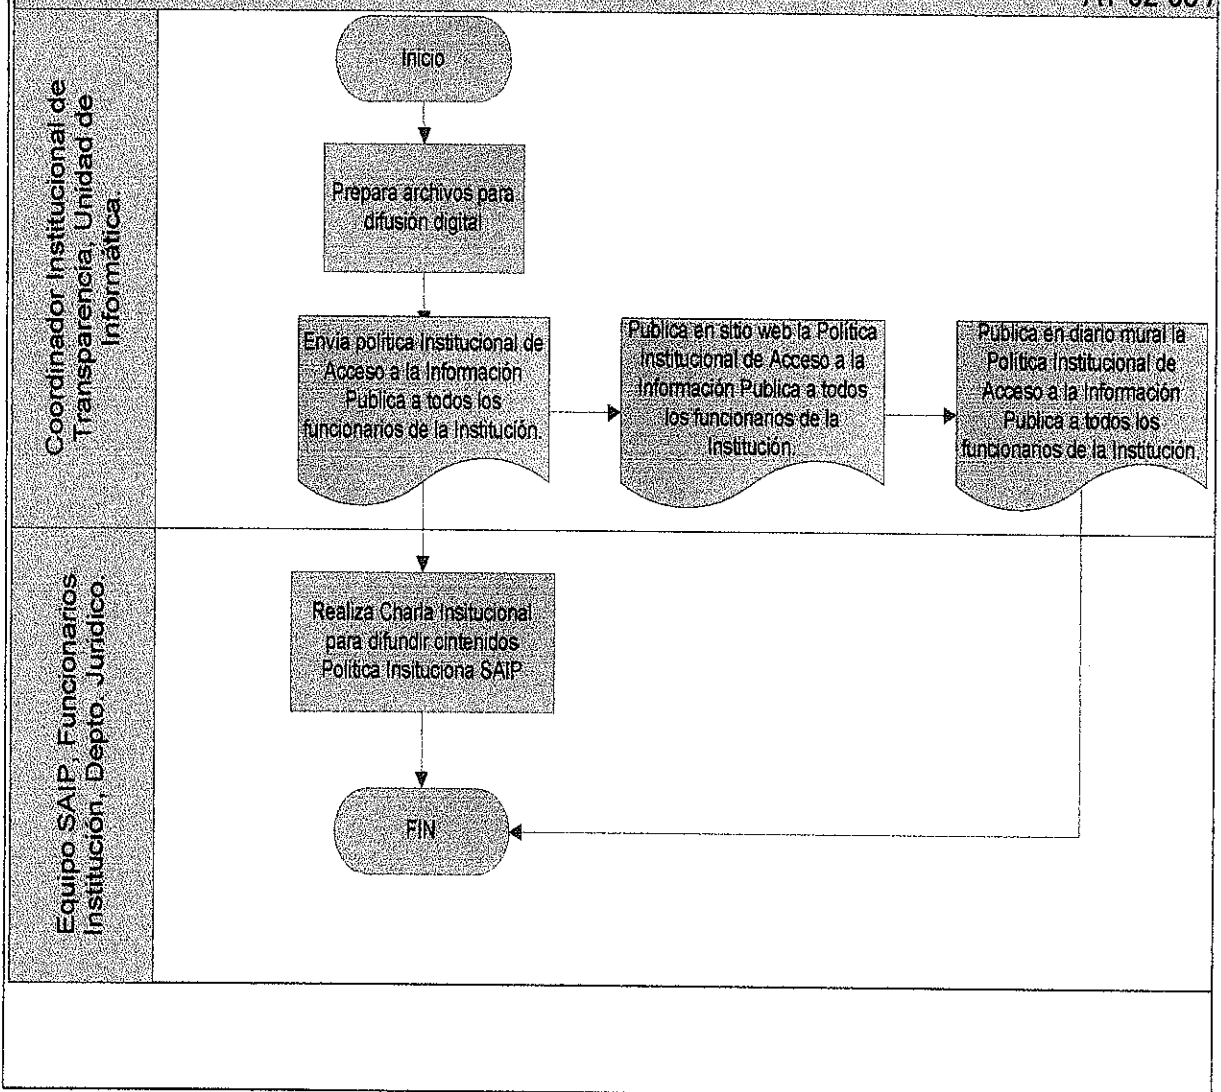 Coordinador Institucional de
Transparencia, Unidad de
Informática.
Inicio
Prepara archivos para
difusión digital
Envía política Institucional de
Acceso a la Información
Publica a todos los
funcionarios de la Institución.
Publica en sitio web la Política
Institucional de Acceso a la
Información Publica a todos
los funcionarios de la
Institución.
Publica en diario mural la
Política Institucional de
Acceso a la Información
Publica a todos los
funcionarios de la Institución.
Equipo SAIP, Funcionarios
Institución, Depto. Jurídico.
Realiza Charla Insitucional
para difundir cintenidos
Política Insituciona SAIP
FIN